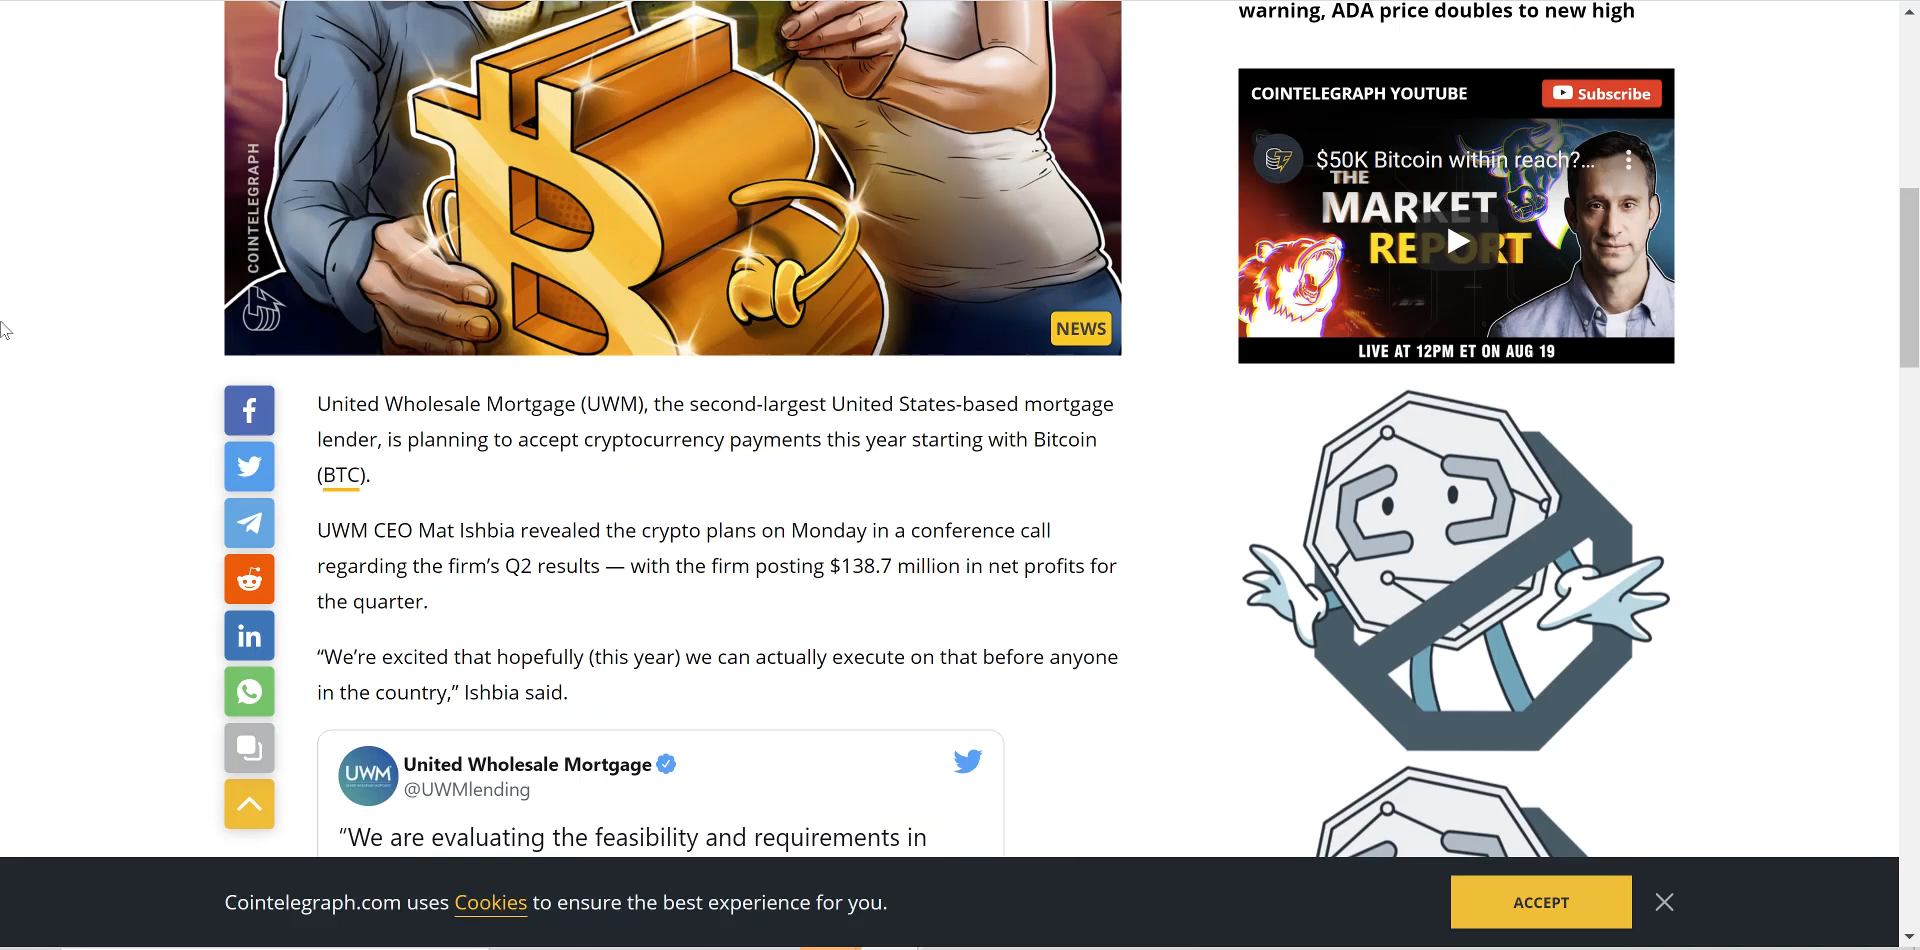 warning, ADA price doubles to new high
COINTELEGRAPH
NEWS
COINTELEGRAPH YOUTUBE
Subscribe
$50K Bitcoin within reach?...
THE
MARKET
REPORT
LIVE AT 12PM ET ON AUG 19
United Wholesale Mortgage (UWM), the second-largest United States-based mortgage
lender, is planning to accept cryptocurrency payments this year starting with Bitcoin
(BTC).
UWM CEO Mat Ishbia revealed the crypto plans on Monday in a conference call
regarding the firm’s Q2 results — with the firm posting $138.7 million in net profits for
the quarter.
“We’re excited that hopefully (this year) we can actually execute on that before anyone
in the country,” Ishbia said.
UWM
United Wholesale Mortgage
@UWMlending
“We are evaluating the feasibility and requirements in
Cointelegraph.com uses Cookies to ensure the best experience for you.
ACCEPT